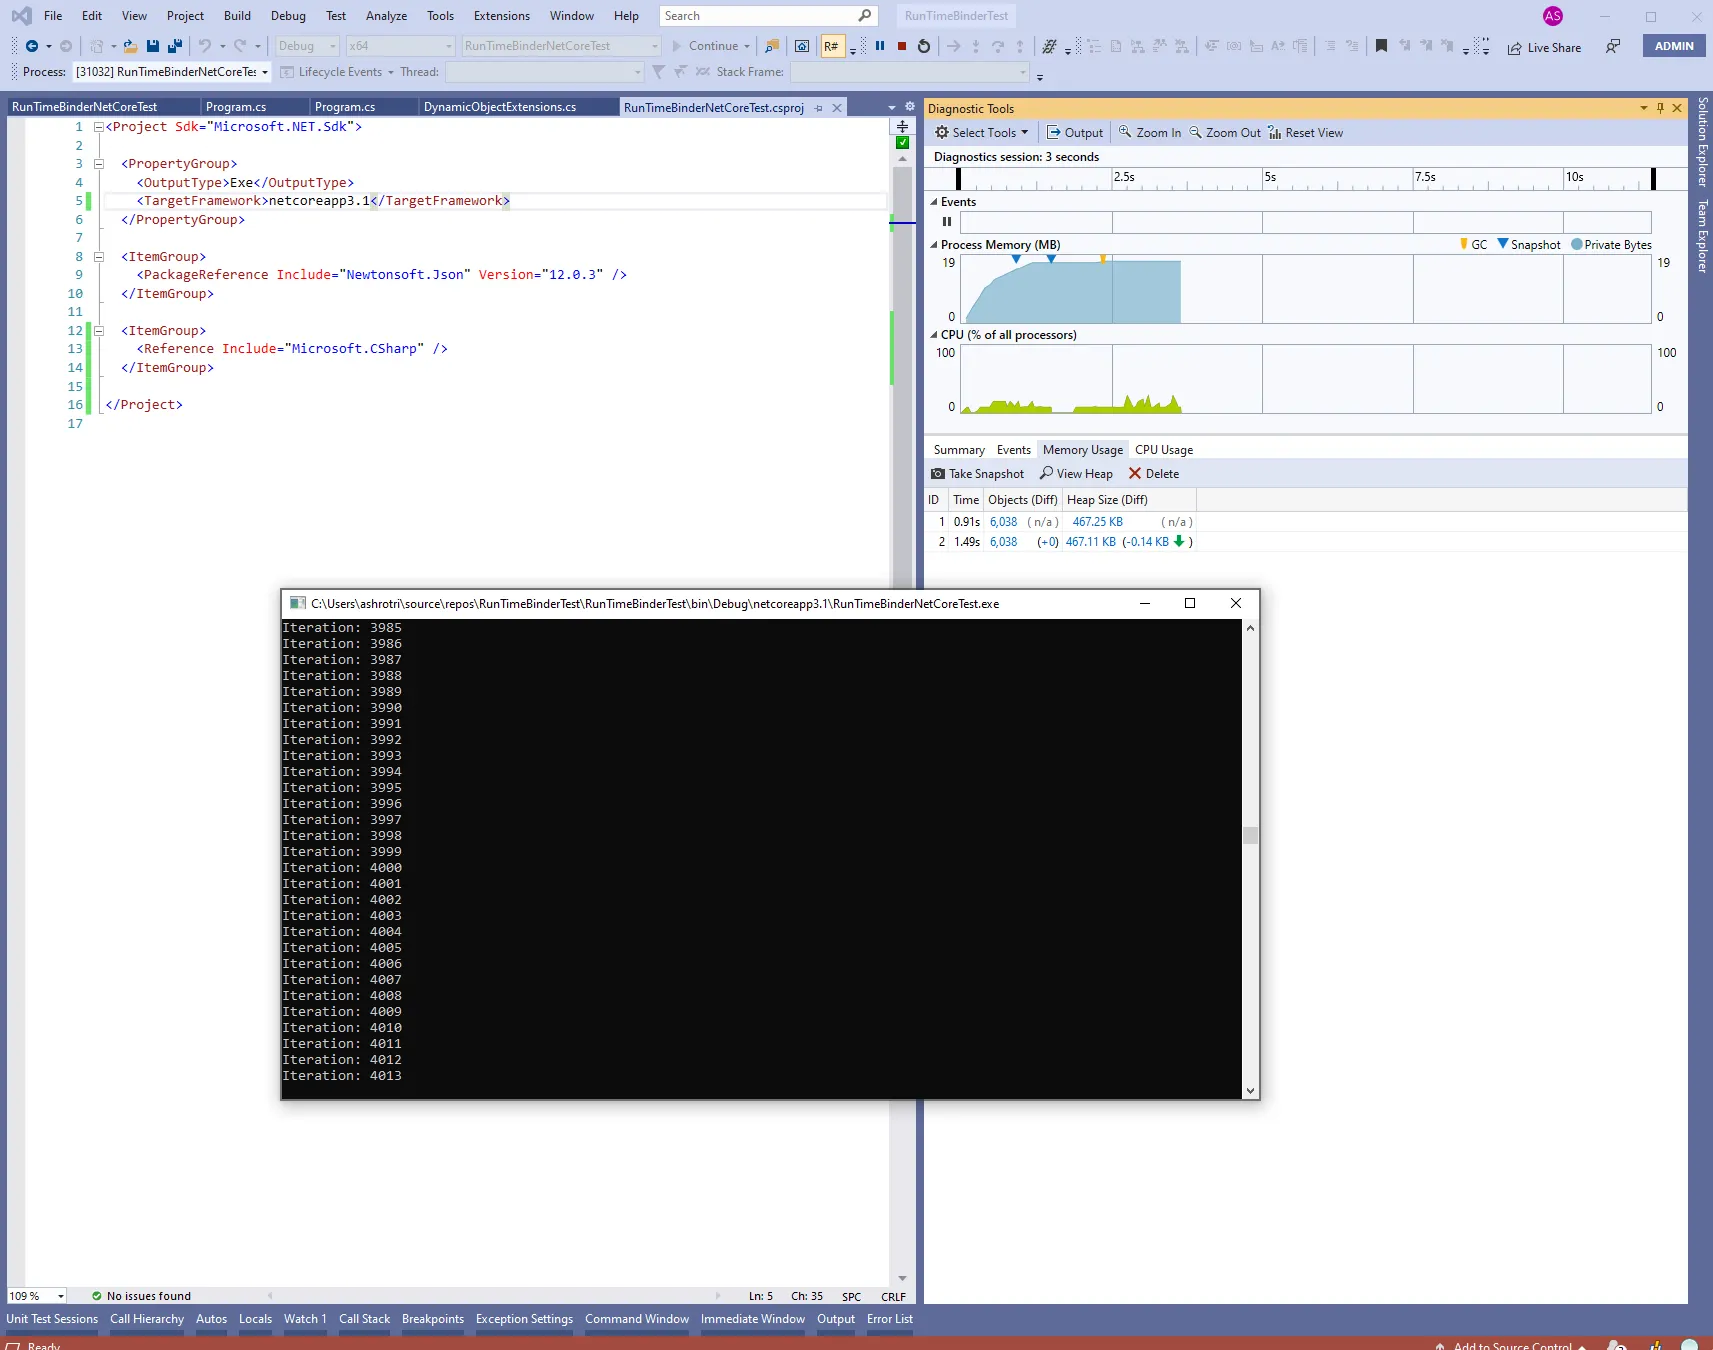 File Edit View Project Build Debug Test Analyze Tools Extensions Window Help Search RunTimeBinderTest AS
Debug x64 RunTimeBinderNetCoreTest Continue R# Live Share ADMIN
Process: [31032] RunTimeBinderNetCoreTes Lifecycle Events Thread: Stack Frame:
RunTimeBinderNetCoreTest Program.cs Program.cs DynamicObjectExtensions.cs RunTimeBinderNetCoreTest.csproj
1 <Project Sdk="Microsoft.NET.Sdk">
2
3 <PropertyGroup>
4 <OutputType>Exe</OutputType>
5 <TargetFramework>netcoreapp3.1</TargetFramework>
6 </PropertyGroup>
7
8 <ItemGroup>
9 <PackageReference Include="Newtonsoft.Json" Version="12.0.3" />
10 </ItemGroup>
11
12 <ItemGroup>
13 <Reference Include="Microsoft.CSharp" />
14 </ItemGroup>
15
16 </Project>
17
Diagnostic Tools
Select Tools Output Zoom In Zoom Out Reset View
Diagnostics session: 3 seconds
2.5s 5s 7.5s 10s
Events
Process Memory (MB) GC Snapshot Private Bytes
19 19
0 0
CPU (% of all processors)
100 100
0 0
Summary Events Memory Usage CPU Usage
Take Snapshot View Heap Delete
ID Time Objects (Diff) Heap Size (Diff)
1 0.91s 6,038 (n/a) 467.25 KB (n/a)
2 1.49s 6,038 (+0) 467.11 KB (-0.14 KB )
Solution Explorer
Team Explorer
C:\Users\ashrotri\source\repos\RunTimeBinderTest\RunTimeBinderTest\bin\Debug\netcoreapp3.1\RunTimeBinderNetCoreTest.exe
Iteration: 3985
Iteration: 3986
Iteration: 3987
Iteration: 3988
Iteration: 3989
Iteration: 3990
Iteration: 3991
Iteration: 3992
Iteration: 3993
Iteration: 3994
Iteration: 3995
Iteration: 3996
Iteration: 3997
Iteration: 3998
Iteration: 3999
Iteration: 4000
Iteration: 4001
Iteration: 4002
Iteration: 4003
Iteration: 4004
Iteration: 4005
Iteration: 4006
Iteration: 4007
Iteration: 4008
Iteration: 4009
Iteration: 4010
Iteration: 4011
Iteration: 4012
Iteration: 4013
109 % No issues found Ln: 5 Ch: 35 SPC CRLF
Unit Test Sessions Call Hierarchy Autos Locals Watch 1 Call Stack Breakpoints Exception Settings Command Window Immediate Window Output Error List
Ready Add to Source Control